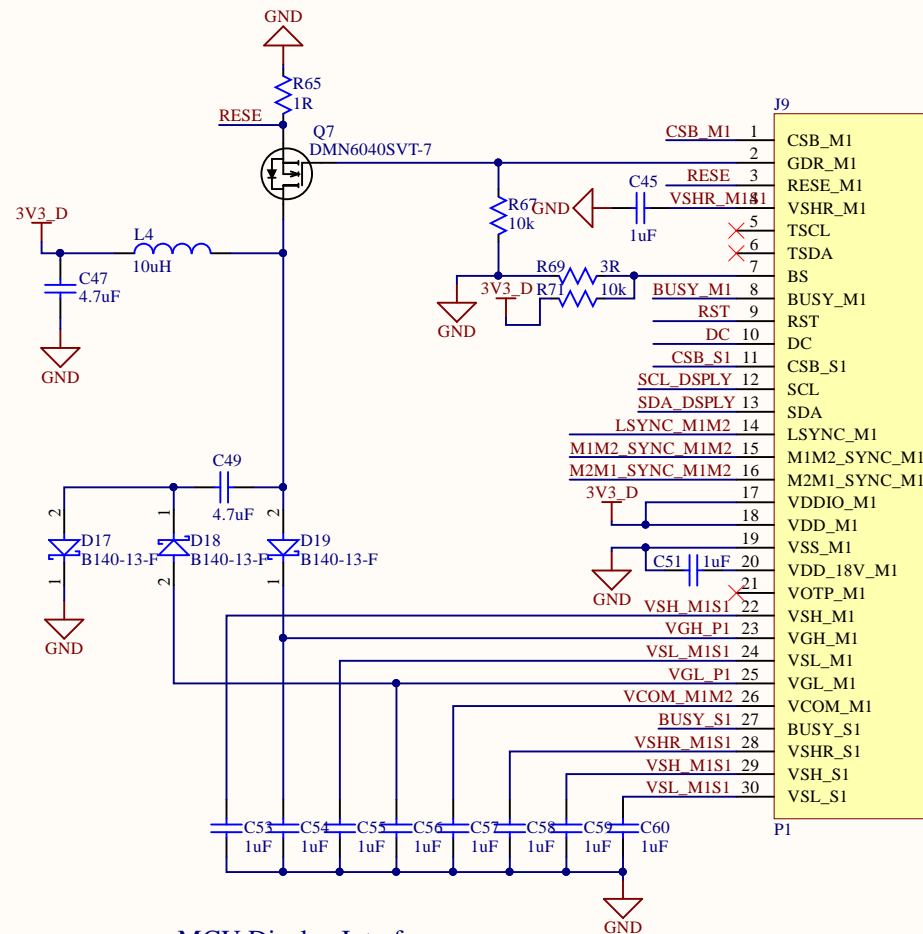 GND
R65
1R
RESE
Q7
DMN6040SVT-7
J9
CSB_M1 1 CSB_M1
2 GDR_M1
RESE 3 RESE_M1
C45
1uF
GND
VSHR_M1S1 4 VSHR_M1
5 TSCL
6 TSDA
R67
10k
3V3_D
L4
10uH
C47
4.7uF
GND
R69 3R
7 BS
3V3_D
R71 10k
GND
BUSY_M1 8 BUSY_M1
RST 9 RST
DC 10 DC
CSB_S1 11 CSB_S1
SCL_DSPLY 12 SCL
SDA_DSPLY 13 SDA
LSYNC_M1M2 14 LSYNC_M1
M1M2_SYNC_M1M2 15 M1M2_SYNC_M1
M2M1_SYNC_M1M2 16 M2M1_SYNC_M1
3V3_D
17 VDDIO_M1
18 VDD_M1
19 VSS_M1
C51 1uF
20 VDD_18V_M1
GND
21 VOTP_M1
C49
4.7uF
2
D17
B140-13-F
1
GND
1
D18
B140-13-F
2
2
D19
B140-13-F
1
VSH_M1S1 22 VSH_M1
VGH_P1 23 VGH_M1
VSL_M1S1 24 VSL_M1
VGL_P1 25 VGL_M1
VCOM_M1M2 26 VCOM_M1
BUSY_S1 27 BUSY_S1
VSHR_M1S1 28 VSHR_S1
VSH_M1S1 29 VSH_S1
VSL_M1S1 30 VSL_S1
P1
C53 C54 C55 C56 C57 C58 C59 C60
1uF 1uF 1uF 1uF 1uF 1uF 1uF 1uF
GND